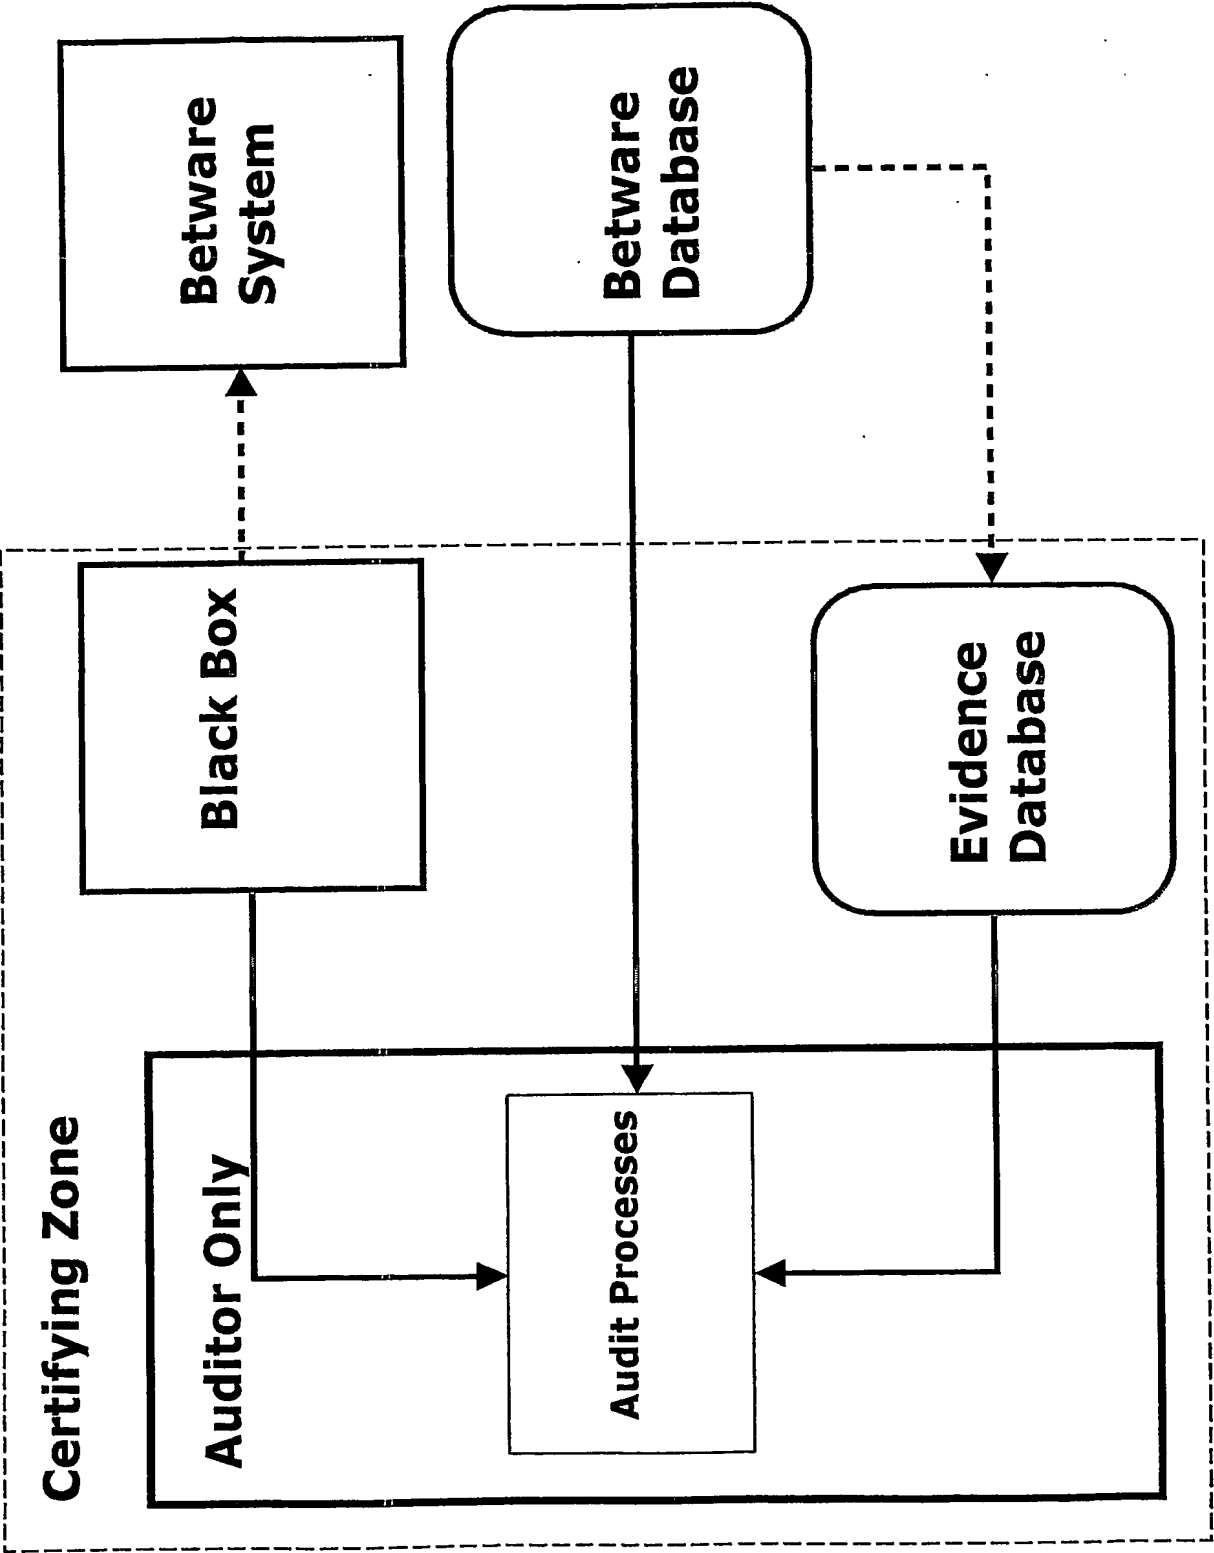 Certifying Zone
Auditor Only
Black Box
Betware
System
Audit Processes
Betware
Database
Evidence
Database